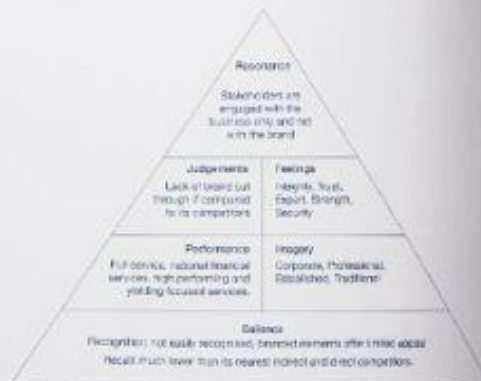 Resonance
Stakeholders are
engaged with the
business only and not
with the brand
Judgements
Lack of brand cut
through if compared
to its competitors
Feelings
Integrity, Trust,
Expert, Strength,
Security
Performance
Full service, national financial
services, high performing and
yielding focused services.
Imagery
Corporate, Professional,
Established, Traditional
Salience
Recognition: not easily recognised, branded elements offer limited appeal
Recall: much lower than its nearest indirect and direct competitors.